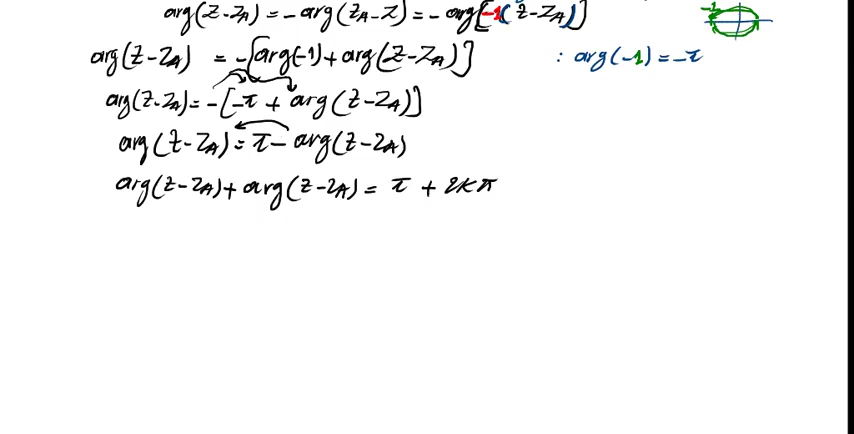 arg(z-z_A) = -arg(z_A-z) = -arg[-1(z-z_A)] -1
arg(z-z_A) = -[arg(-1)+arg(z-z_A)] : arg(-1) = -π
arg(z-z_A) = -[-π + arg(z-z_A)]
arg(z-z_A) = π - arg(z-z_A)
arg(z-z_A) + arg(z-z_A) = π + 2kπ